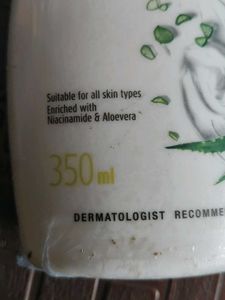 Suitable for all skin types
Enriched with
Niacinamide & Aloevera
350 ml
DERMATOLOGIST RECOMME